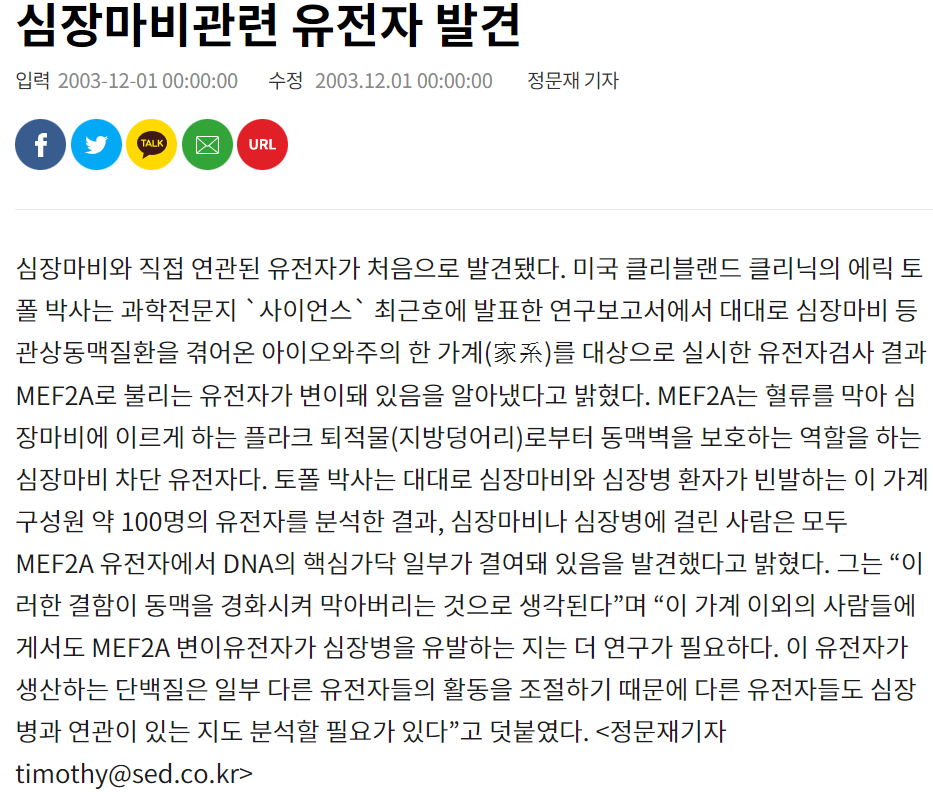 심장마비관련 유전자 발견
입력 2003-12-01 00:00:00 수정 2003.12.01 00:00:00 정문재 기자
f TALK URL
심장마비와 직접 연관된 유전자가 처음으로 발견됐다. 미국 클리블랜드 클리닉의 에릭 토
폴 박사는 과학전문지 `사이언스` 최근호에 발표한 연구보고서에서 대대로 심장마비 등
관상동맥질환을 겪어온 아이오와주의 한 가계(家系)를 대상으로 실시한 유전자검사 결과
MEF2A로 불리는 유전자가 변이돼 있음을 알아냈다고 밝혔다. MEF2A는 혈류를 막아 심
장마비에 이르게 하는 플라크 퇴적물(지방덩어리)로부터 동맥벽을 보호하는 역할을 하는
심장마비 차단 유전자다. 토폴 박사는 대대로 심장마비와 심장병 환자가 빈발하는 이 가계
구성원 약 100명의 유전자를 분석한 결과, 심장마비나 심장병에 걸린 사람은 모두
MEF2A 유전자에서 DNA의 핵심가닥 일부가 결여돼 있음을 발견했다고 밝혔다. 그는 “이
러한 결함이 동맥을 경화시켜 막아버리는 것으로 생각된다”며 “이 가계 이외의 사람들에
게서도 MEF2A 변이유전자가 심장병을 유발하는 지는 더 연구가 필요하다. 이 유전자가
생산하는 단백질은 일부 다른 유전자들의 활동을 조절하기 때문에 다른 유전자들도 심장
병과 연관이 있는 지도 분석할 필요가 있다”고 덧붙였다. <정문재기자
timothy@sed.co.kr>